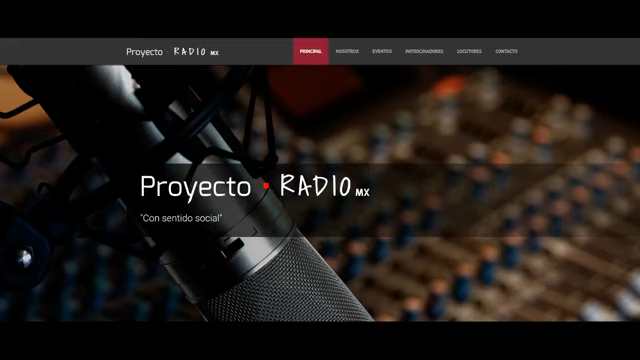 Proyecto · RADIO MX
PRINCIPAL NOSOTROS EVENTOS PATROCINADORES LOCUTORES CONTACTO
Proyecto · RADIO MX
"Con sentido social"